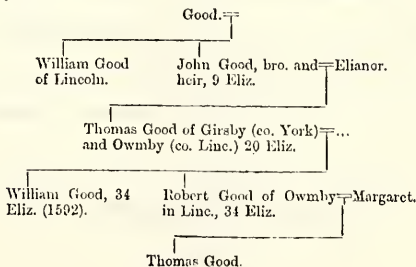 Good.
William Good of Lincoln.
John Good, bro. and heir, 9 Eliz.
Elianor.
Thomas Good of Girsby (co. York) ...
and Owmby (co. Linc.) 20 Eliz.
William Good, 34 Eliz. (1592).
Robert Good of Owmby in Linc., 34 Eliz.
Margaret.
Thomas Good.